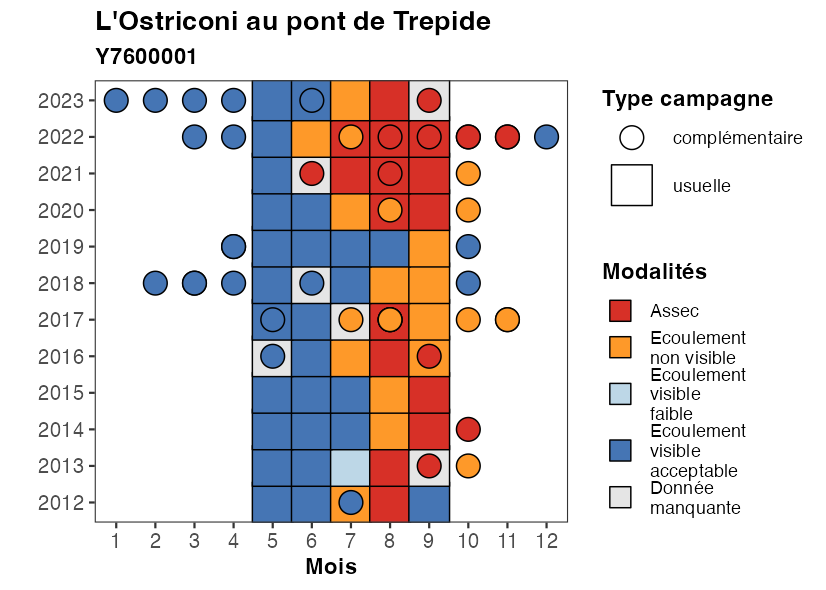 L'Ostriconi au pont de Trepide
Y7600001
2023
2022
2021
2020
2019
2018
2017
2016
2015
2014
2013
2012
1 2 3 4 5 6 7 8 9 10 11 12
Mois
Type campagne
complémentaire
usuelle
Modalités
Assec
Ecoulement
non visible
Ecoulement
visible
faible
Ecoulement
visible
acceptable
Donnée
manquante